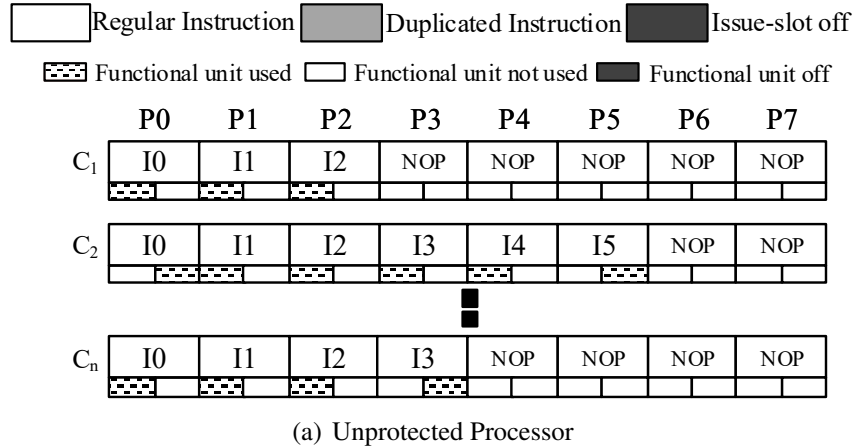 Regular Instruction Duplicated Instruction Issue-slot off
Functional unit used Functional unit not used Functional unit off
P0 P1 P2 P3 P4 P5 P6 P7
C1 I0 I1 I2 NOP NOP NOP NOP NOP
C2 I0 I1 I2 I3 I4 I5 NOP NOP
Cn I0 I1 I2 I3 NOP NOP NOP NOP
(a) Unprotected Processor